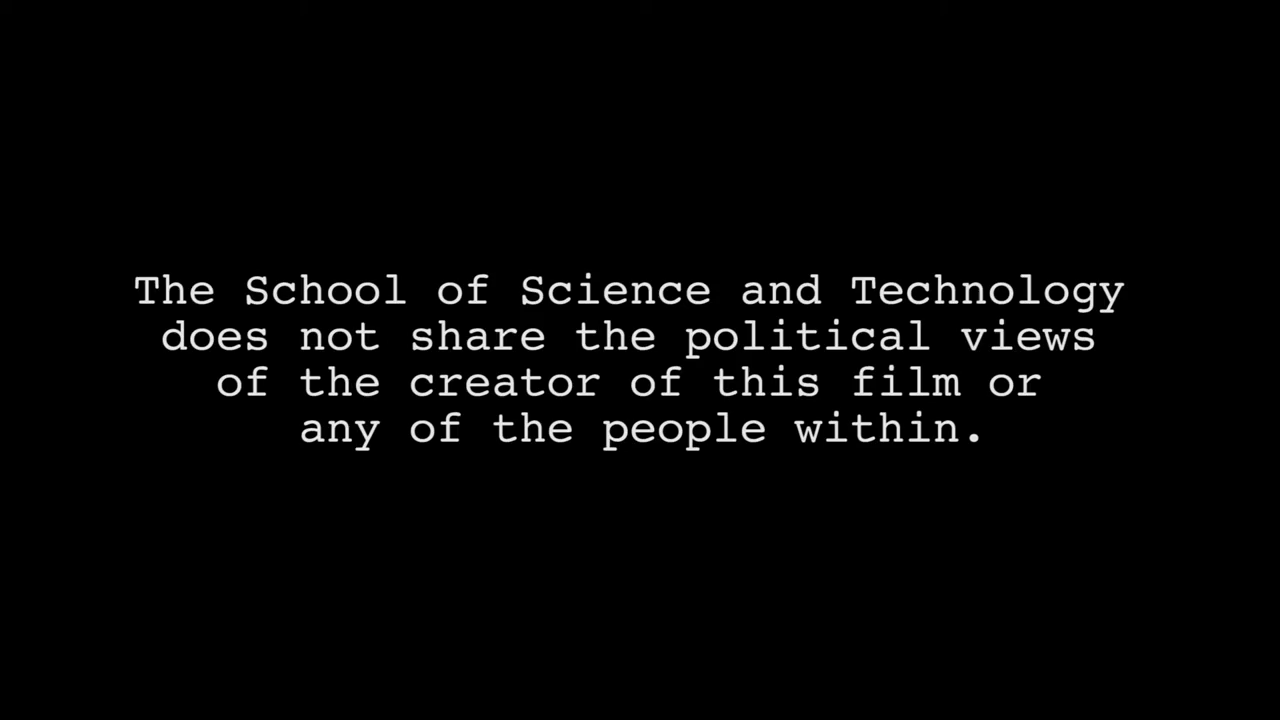 The School of Science and Technology
does not share the political views
of the creator of this film or
any of the people within.